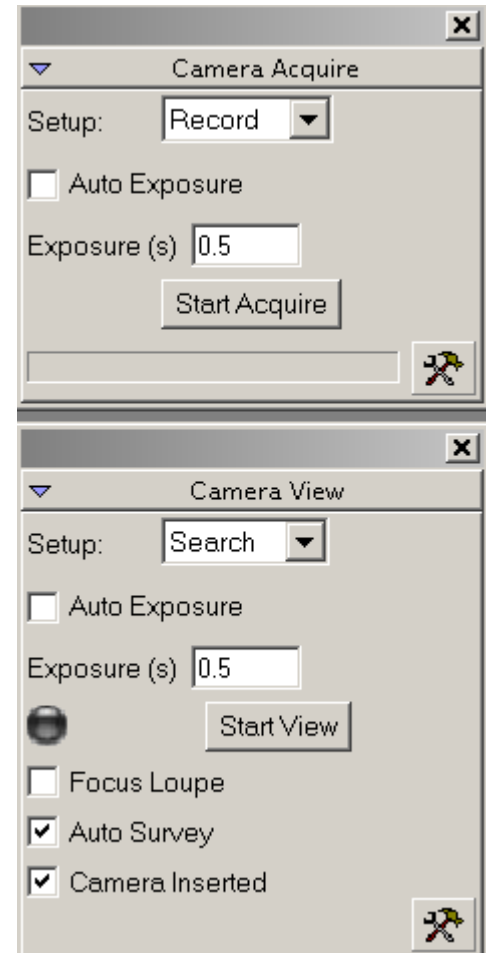 Camera Acquire
Setup: Record
Auto Exposure
Exposure (s) 0.5
Start Acquire
Camera View
Setup: Search
Auto Exposure
Exposure (s) 0.5
Start View
Focus Loupe
Auto Survey
Camera Inserted